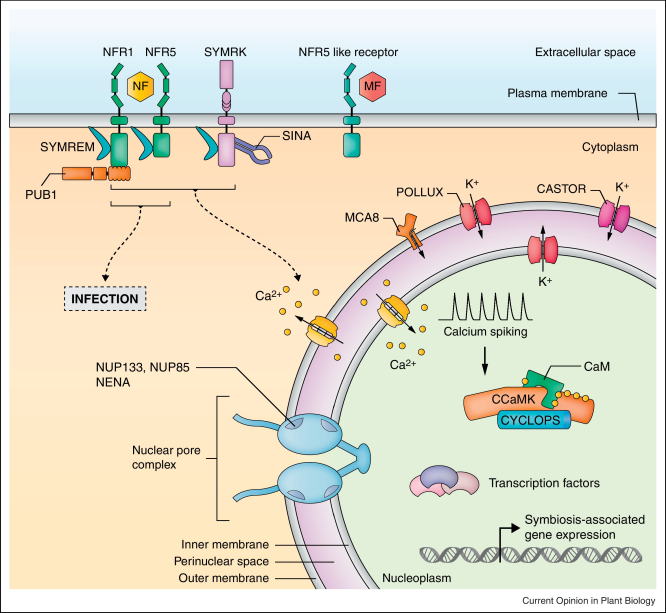 NFR1
NFR5
SYMRK
NFR5 like receptor
Extracellular space
NF
MF
Plasma membrane
SYMREM
SINA
Cytoplasm
PUB1
K+
POLLUX
CASTOR
K+
MCA8
K+
INFECTION
Ca2+
Ca2+
Calcium spiking
NUP133, NUP85
NENA
CaM
CCaMK
CYCLOPS
Nuclear pore
complex
Transcription factors
Symbiosis-associated
gene expression
Inner membrane
Perinuclear space
Outer membrane
Nucleoplasm
Current Opinion in Plant Biology